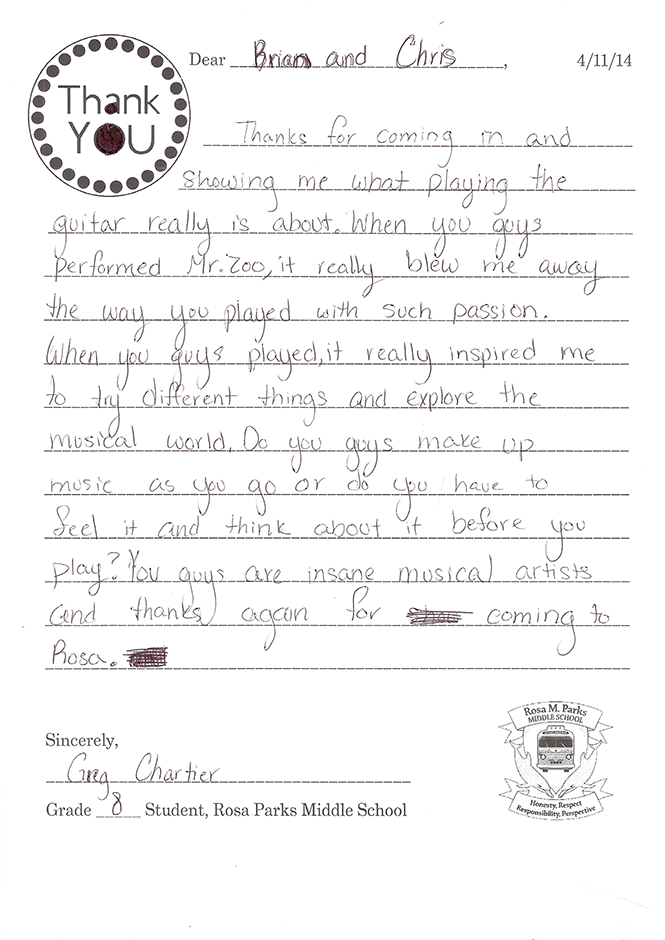 Thank
YOU
Dear Brian and Chris, 4/11/14
Thanks for coming in and
showing me what playing the
guitar really is about. When you guys
performed Mr. Zoo, it really blew me away
the way you played with such passion.
When you guys played, it really inspired me
to try different things and explore the
musical world. Do you guys make up
music as you go or do you have to
feel it and think about it before you
play? You guys are insane musical artists
and thanks again for coming to
Rosa.
Sincerely,
Greg Chartier
Grade 8 Student, Rosa Parks Middle School
Rosa M. Parks
MIDDLE SCHOOL
Honesty, Respect
Responsibility, Perspective